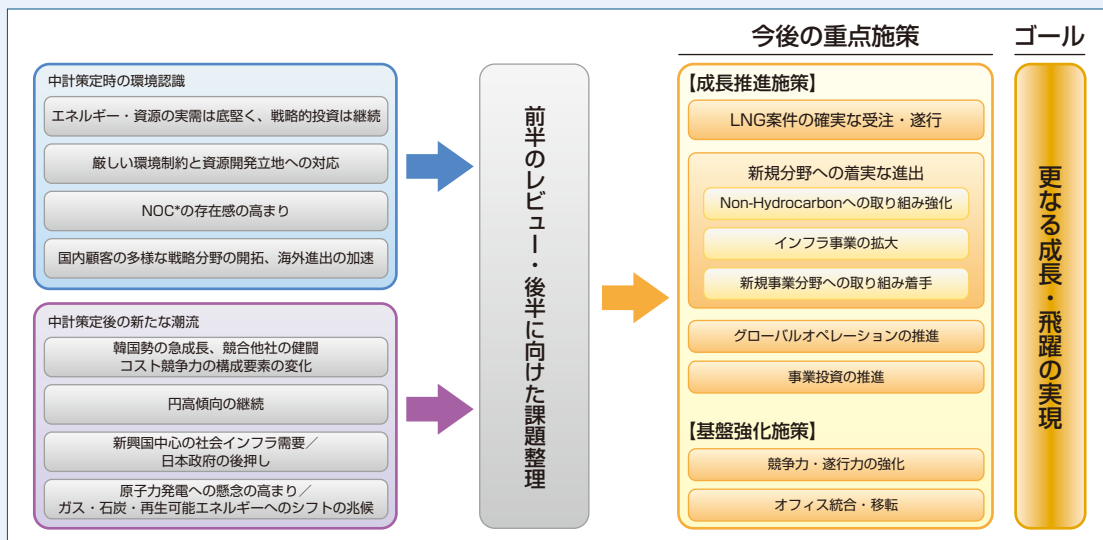 中計策定時の環境認識
エネルギー・資源の実需は底堅く、戦略的投資は継続
厳しい環境制約と資源開発立地への対応
NOC*の存在感の高まり
国内顧客の多様な戦略分野の開拓、海外進出の加速
中計策定後の新たな潮流
韓国勢の急成長、競合他社の健闘
コスト競争力の構成要素の変化
円高傾向の継続
新興国中心の社会インフラ需要／
日本政府の後押し
原子力発電への懸念の高まり／
ガス・石炭・再生可能エネルギーへのシフトの兆候
前半のレビュー・後半に向けた課題整理
今後の重点施策
【成長推進施策】
LNG案件の確実な受注・遂行
新規分野への着実な進出
Non-Hydrocarbonへの取り組み強化
インフラ事業の拡大
新規事業分野への取り組み着手
グローバルオペレーションの推進
事業投資の推進
【基盤強化施策】
競争力・遂行力の強化
オフィス統合・移転
ゴール
更なる成長・飛躍の実現